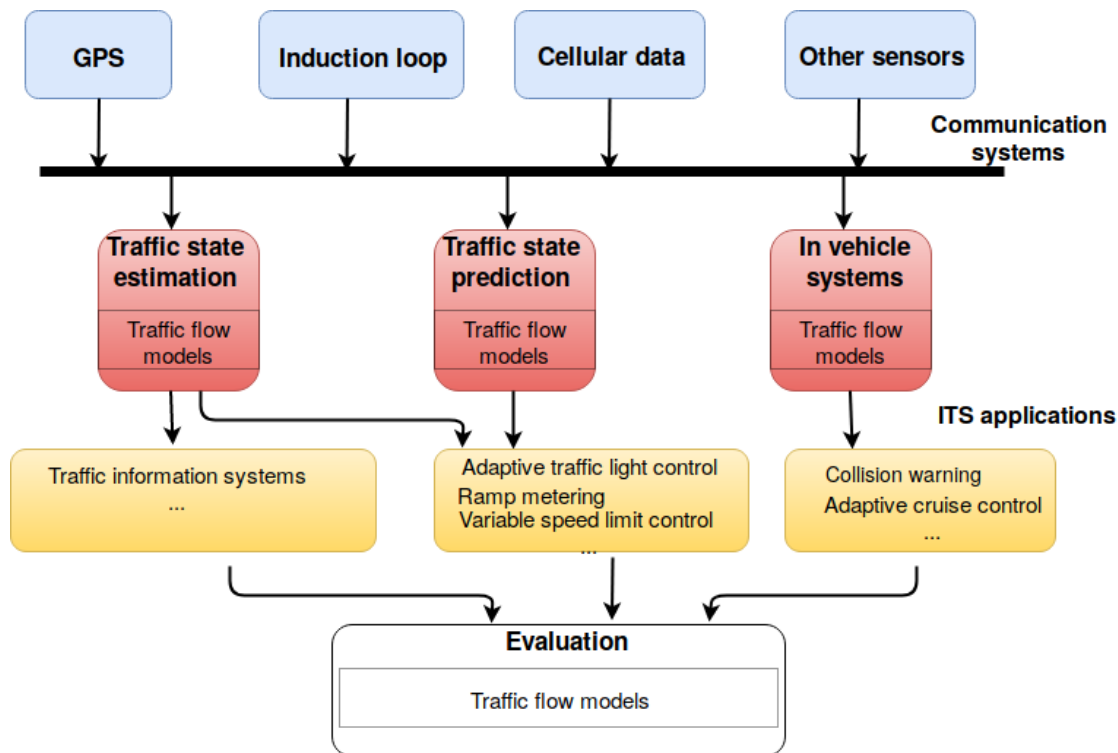 GPS
Induction loop
Cellular data
Other sensors
Communication
systems
Traffic state
estimation
Traffic flow
models
Traffic state
prediction
Traffic flow
models
In vehicle
systems
Traffic flow
models
ITS applications
Traffic information systems
...
Adaptive traffic light control
Ramp metering
Variable speed limit control
...
Collision warning
Adaptive cruise control
...
Evaluation
Traffic flow models